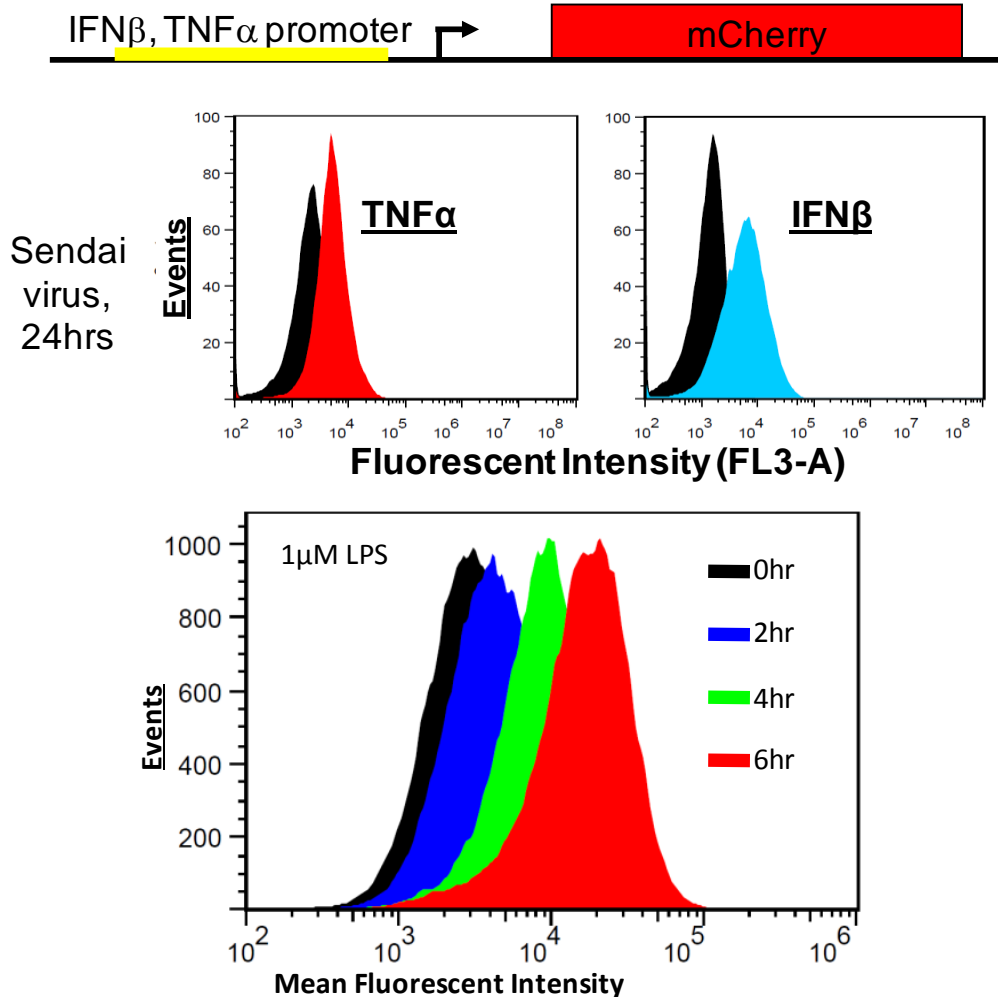 IFNβ, TNFα promoter
mCherry
Sendai
virus,
24hrs
Events
100
80
60
40
20
10² 10³ 10⁴ 10⁵ 10⁶ 10⁷ 10⁸
TNFα
100
80
60
40
20
10² 10³ 10⁴ 10⁵ 10⁶ 10⁷ 10⁸
IFNβ
Fluorescent Intensity (FL3-A)
1μM LPS
Events
1000
800
600
400
200
10² 10³ 10⁴ 10⁵ 10⁶
0hr
2hr
4hr
6hr
Mean Fluorescent Intensity